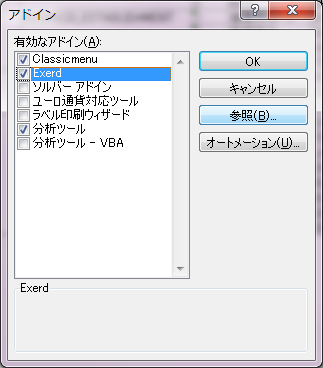 アドイン
有効なアドイン(A):
Classicmenu
Exerd
ソルバー アドイン
ユーロ通貨対応ツール
ラベル印刷ウィザード
分析ツール
分析ツール - VBA
OK
キャンセル
参照(B)...
オートメーション(U)...
Exerd